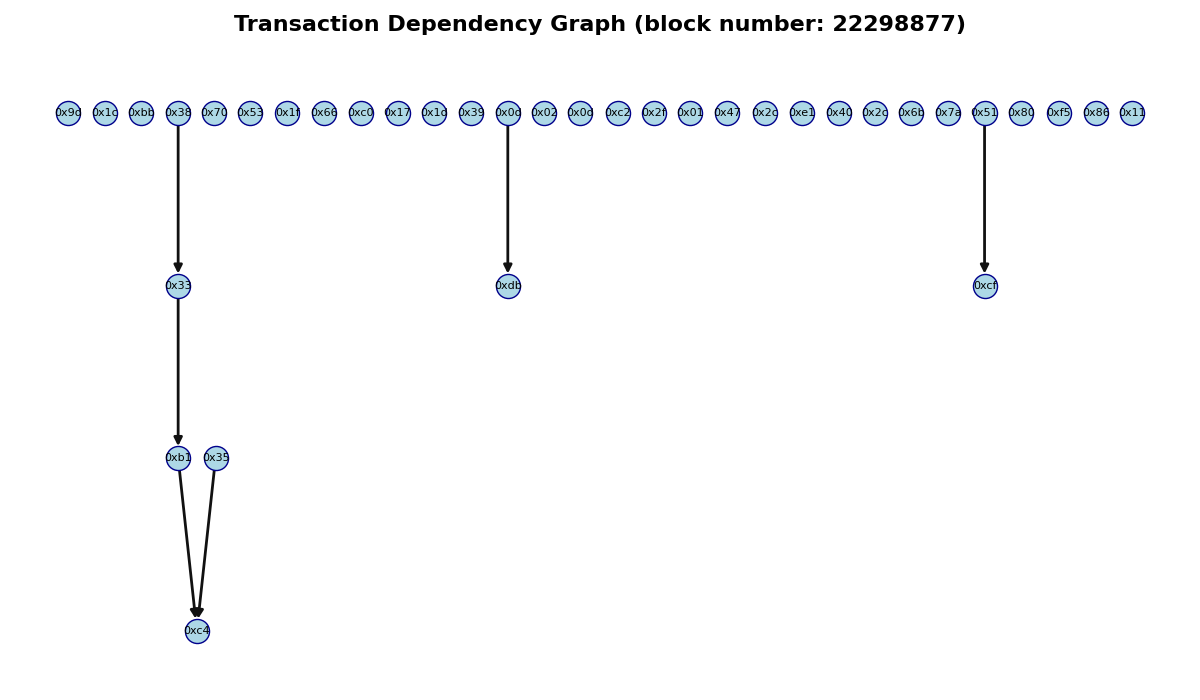 Transaction Dependency Graph (block number: 22298877)
0x9d 0x1c 0xbb 0x38 0x70 0x53 0x1f 0x66 0xc0 0x17 0x1d 0x39 0x0d 0x02 0x0d 0xc2 0x2f 0x01 0x47 0x2c 0xe1 0x40 0x2c 0x6b 0x7a 0x51 0x80 0xf5 0x86 0x11
0x33 0xdb 0xcf
0xb1 0x35
0xc4